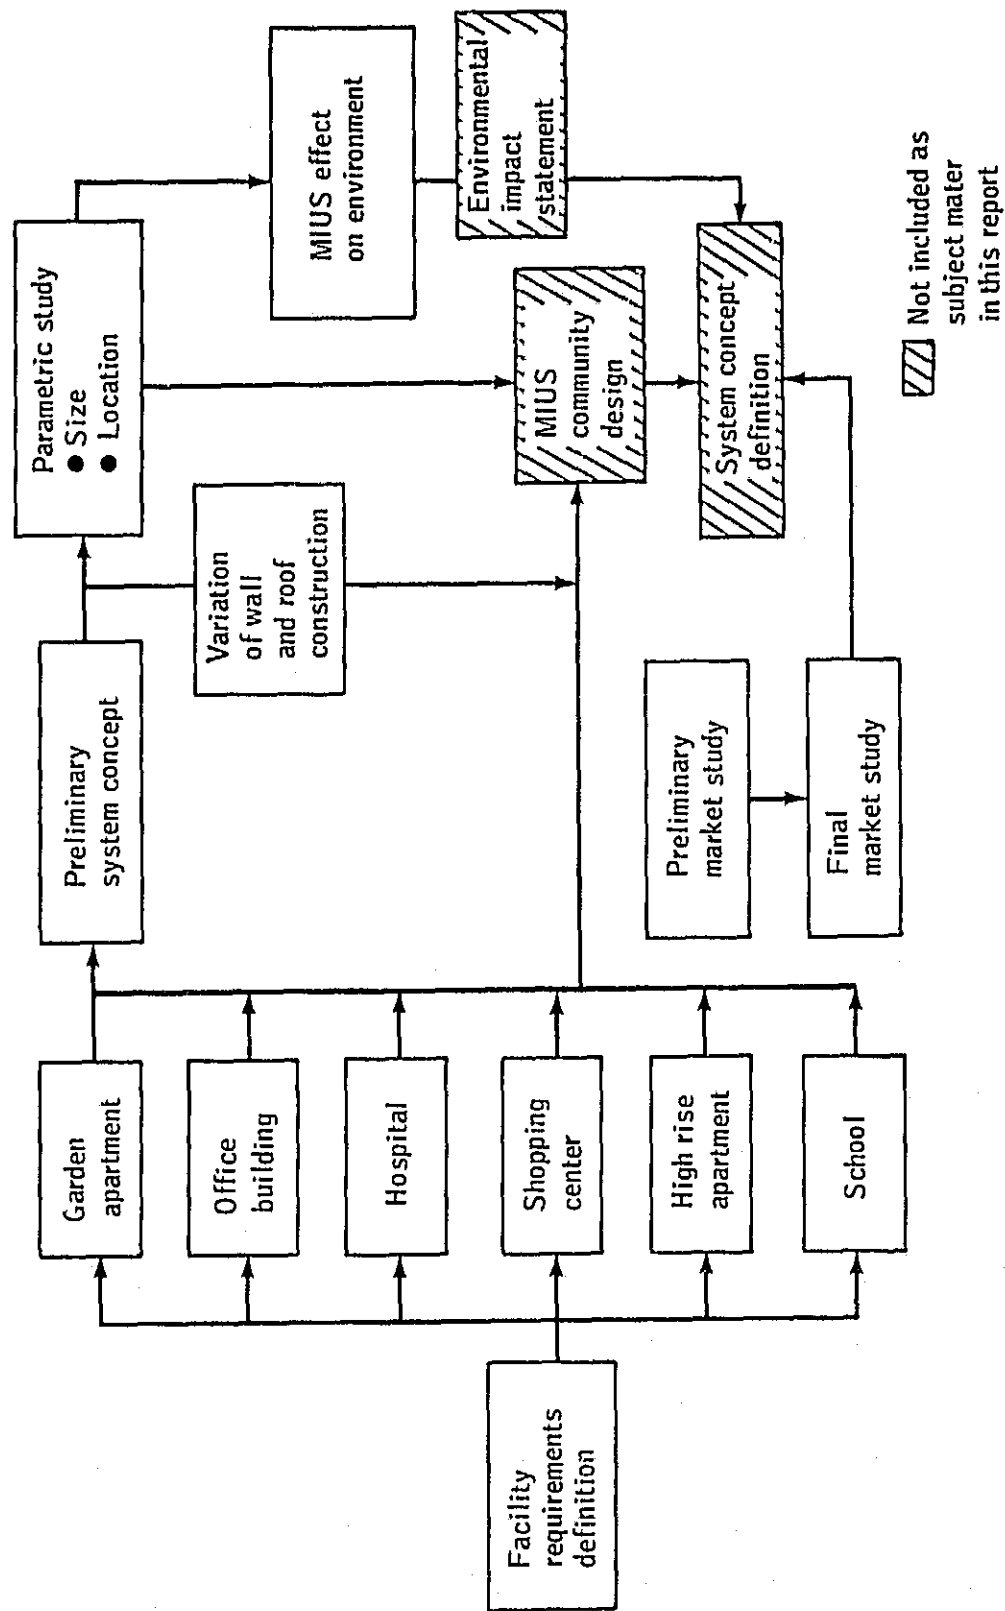 Facility
requirements
definition
Garden
apartment
Office
building
Hospital
Shopping
center
High rise
apartment
School
Preliminary
system concept
Variation
of wall
and roof
construction
Parametric study
● Size
● Location
MIUS effect
on environment
Environmental
impact
statement
MIUS
community
design
System concept
definition
Preliminary
market study
Final
market study
Not included as
subject mater
in this report